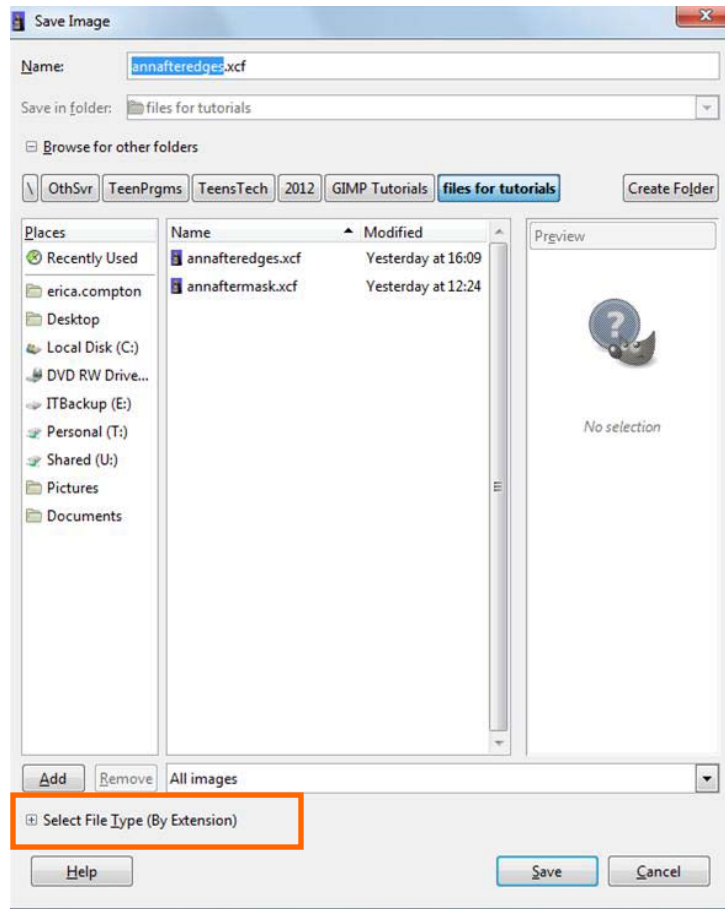 Save Image
Name: annafteredges.xcf
Save in folder: files for tutorials
Browse for other folders
\ OthSvr TeenPrgms TeensTech 2012 GIMP Tutorials files for tutorials Create Folder
Places Name Modified Preview
Recently Used annafteredges.xcf Yesterday at 16:09
erica.compton annaftermask.xcf Yesterday at 12:24
Desktop
Local Disk (C:)
DVD RW Drive...
ITBackup (E:)
Personal (T:) No selection
Shared (U:)
Pictures
Documents
Add Remove All images
Select File Type (By Extension)
Help Save Cancel